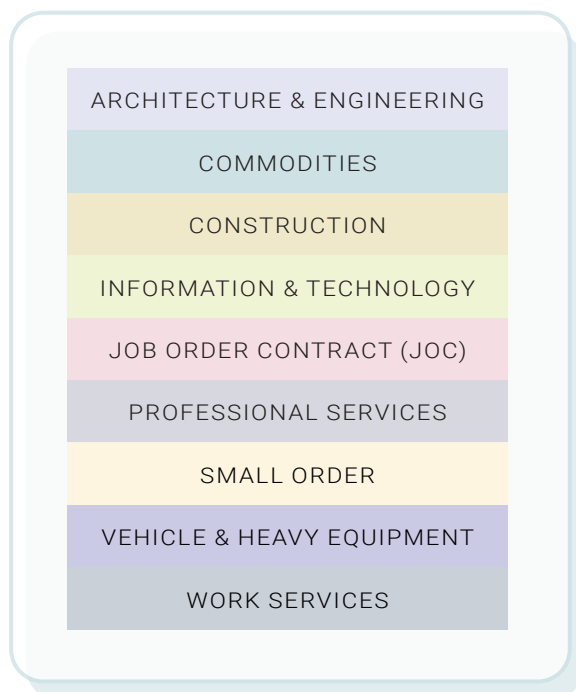 ARCHITECTURE & ENGINEERING
COMMODITIES
CONSTRUCTION
INFORMATION & TECHNOLOGY
JOB ORDER CONTRACT (JOC)
PROFESSIONAL SERVICES
SMALL ORDER
VEHICLE & HEAVY EQUIPMENT
WORK SERVICES